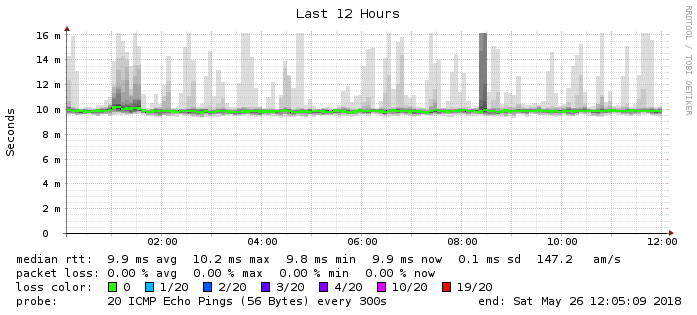 Last 12 Hours
RRDTOOL / TOBI OETIKER
Seconds
16 m
14 m
12 m
10 m
8 m
6 m
4 m
2 m
0
02:00 04:00 06:00 08:00 10:00 12:00
median rtt: 9.9 ms avg 10.2 ms max 9.8 ms min 9.9 ms now 0.1 ms sd 147.2 am/s
packet loss: 0.00 % avg 0.00 % max 0.00 % min 0.00 % now
loss color: 0 1/20 2/20 3/20 4/20 10/20 19/20
probe: 20 ICMP Echo Pings (56 Bytes) every 300s end: Sat May 26 12:05:09 2018